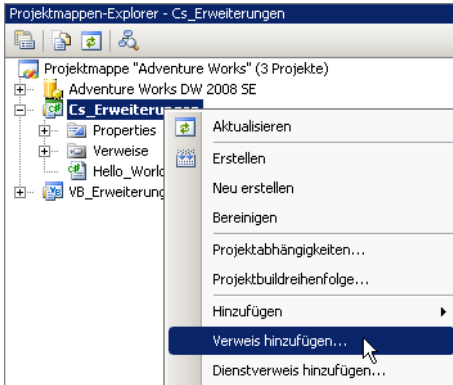 Projektmappen-Explorer - Cs_Erweiterungen
Projektmappe "Adventure Works" (3 Projekte)
Adventure Works DW 2008 SE
Cs_Erweiterungen
Properties
Verweise
Hello_World
VB_Erweiterung
Aktualisieren
Erstellen
Neu erstellen
Bereinigen
Projektabhängigkeiten...
Projektbuildreihenfolge...
Hinzufügen
Verweis hinzufügen...
Dienstverweis hinzufügen...